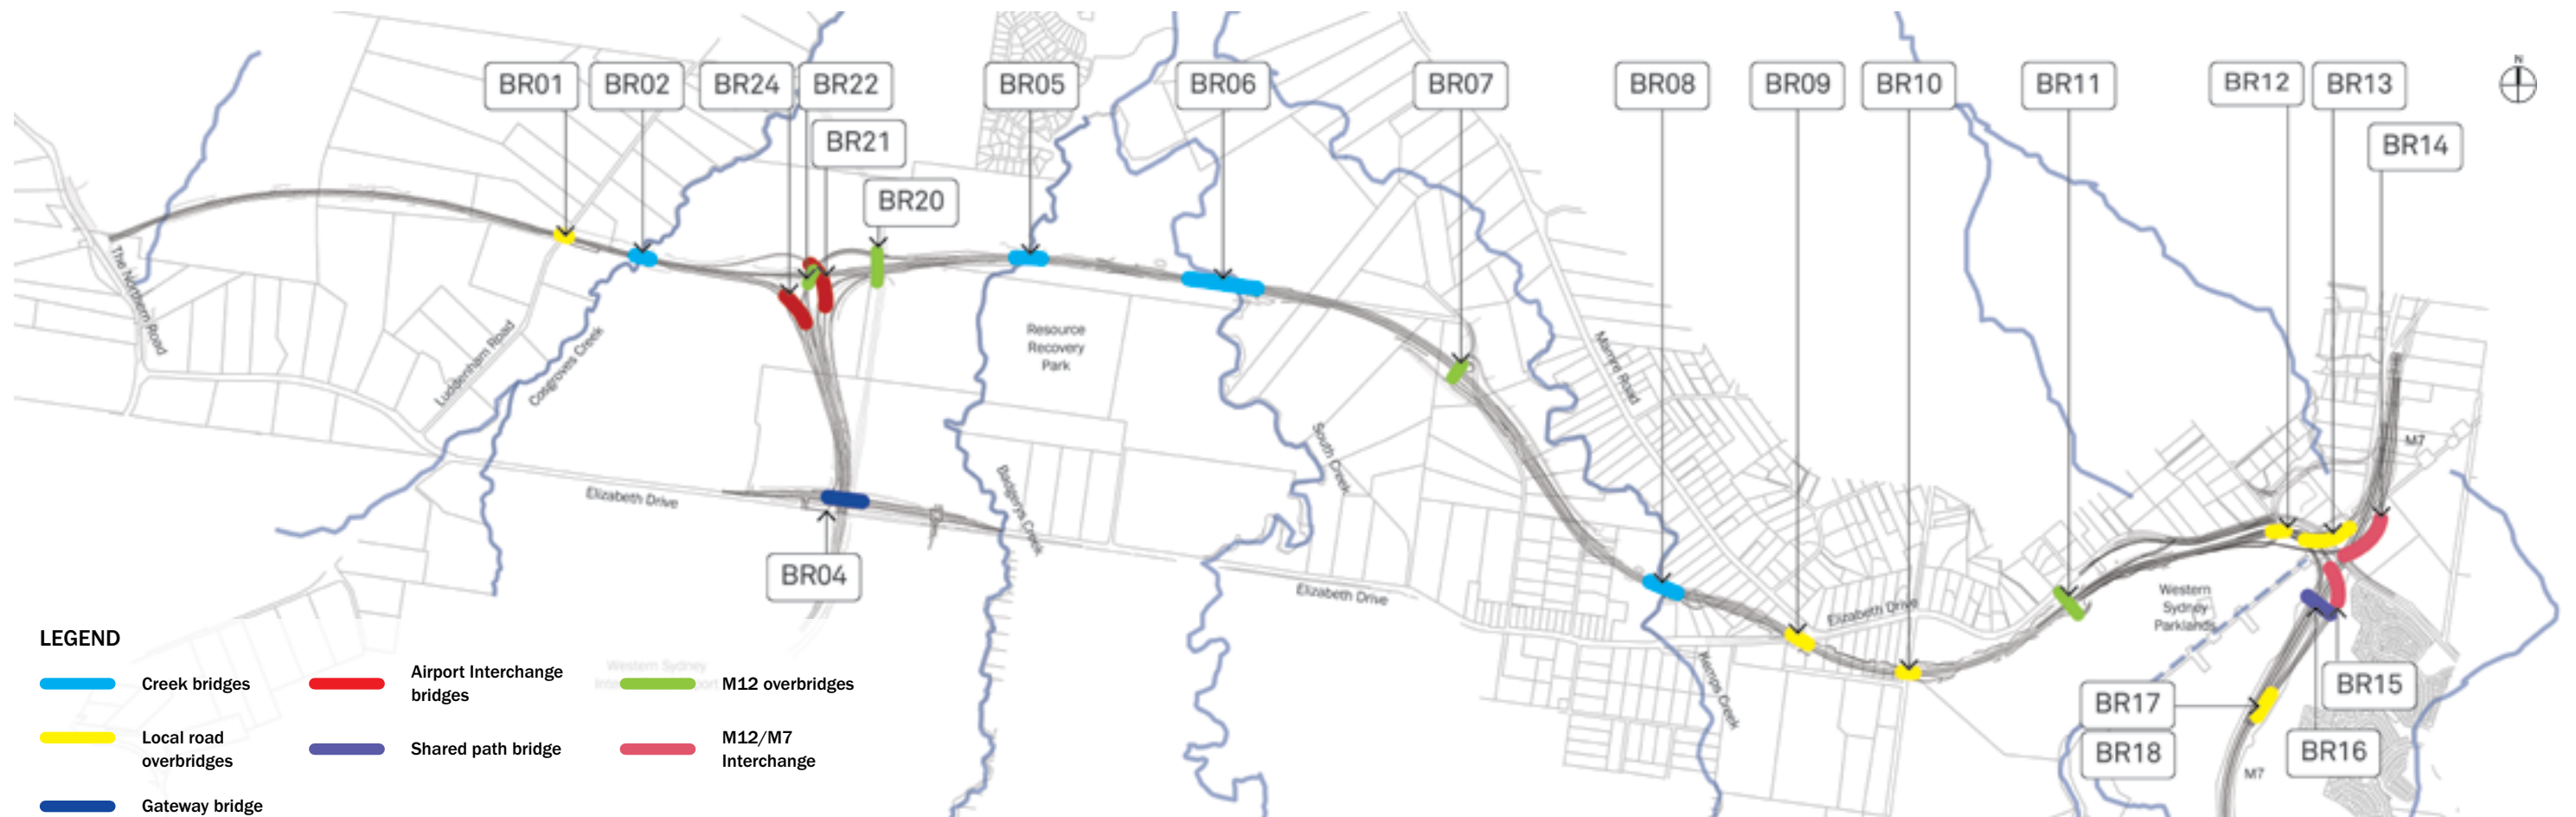 N
BR01
BR02
BR24
BR22
BR05
BR06
BR07
BR08
BR09
BR10
BR11
BR12
BR13
BR21
BR14
BR20
The Northern Road
Luddenham Road
Cosgroves Creek
Resource
Recovery
Park
Mamre Road
South Creek
M7
Elizabeth Drive
Badgerys Creek
BR04
Elizabeth Drive
Elizabeth Drive
Western
Sydney
Parklands
Kemps Creek
BR15
BR17
BR18
BR16
M7
Western Sydney
LEGEND
Creek bridges
Airport Interchange
bridges
M12 overbridges
Local road
overbridges
Shared path bridge
M12/M7
Interchange
Gateway bridge